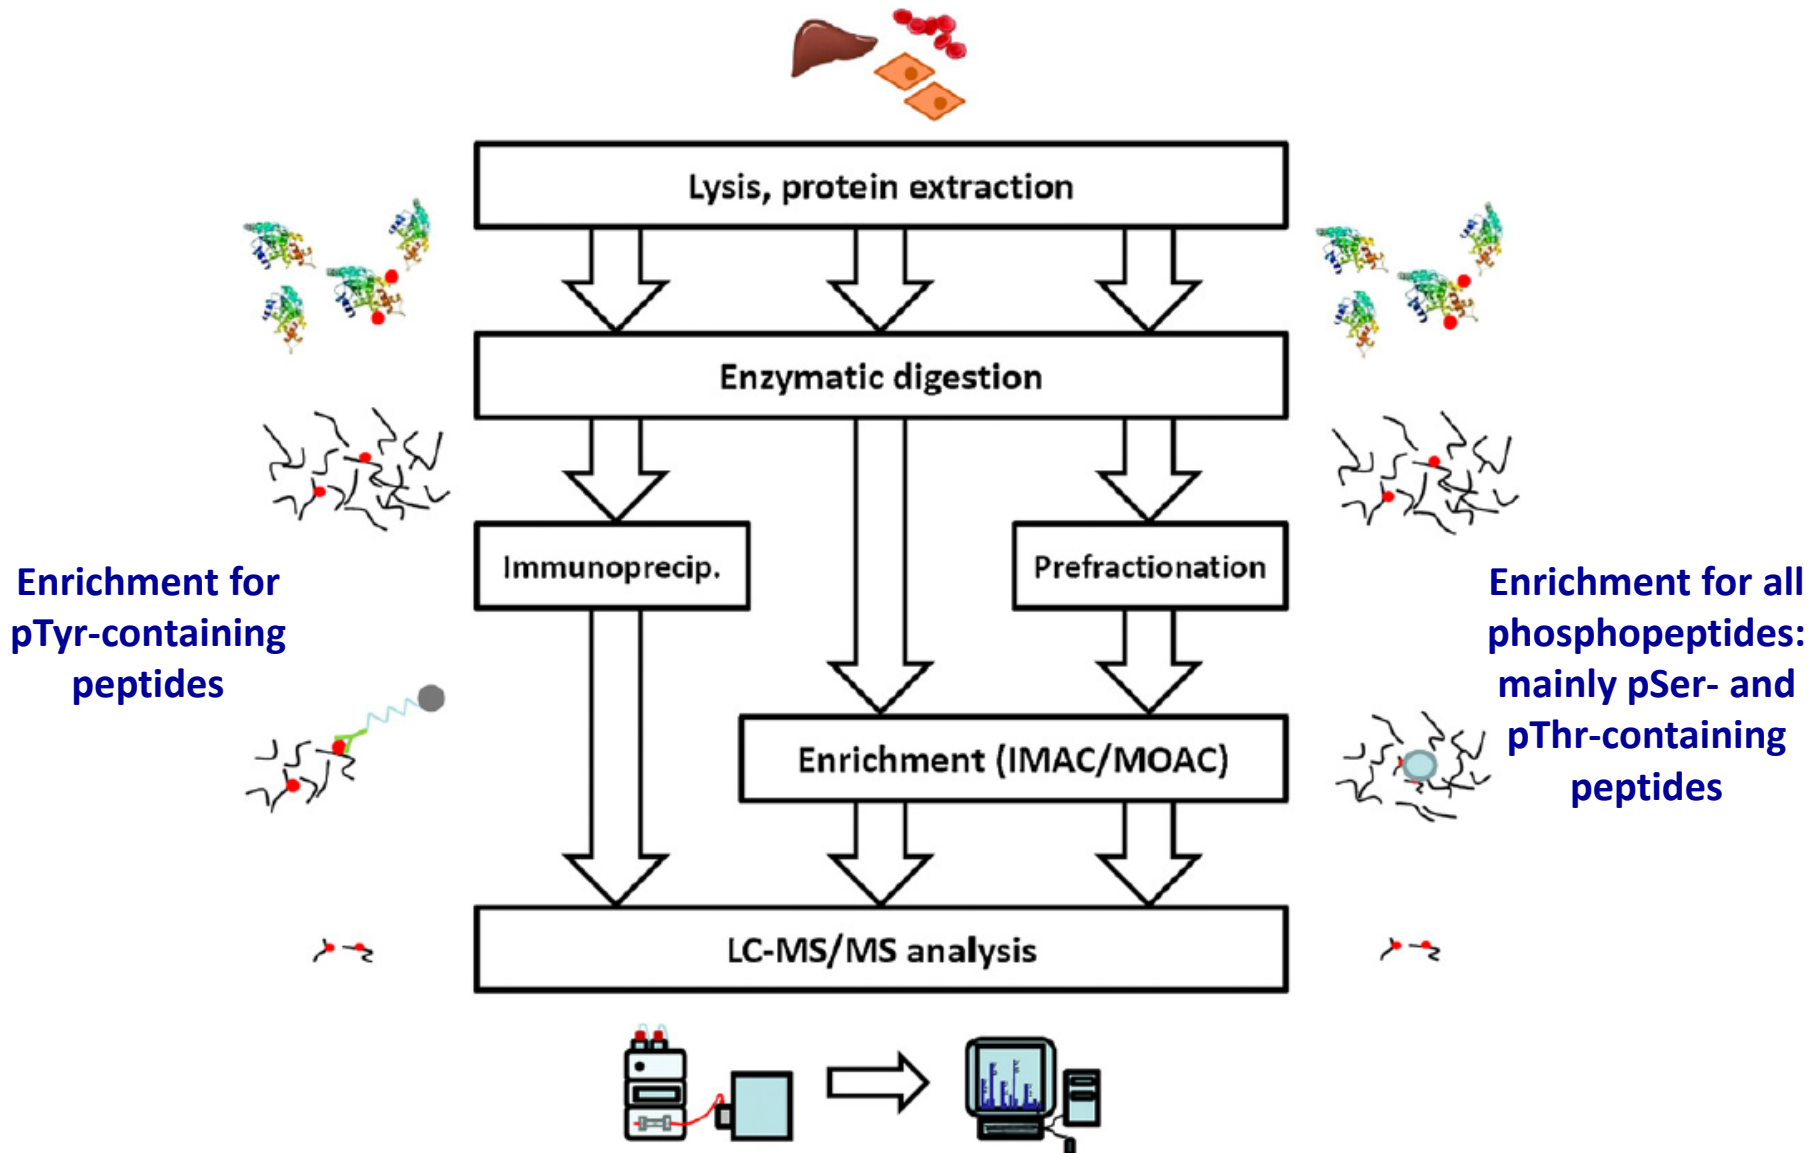 Lysis, protein extraction
Enzymatic digestion
Immunoprecip.
Prefractionation
Enrichment for
pTyr-containing
peptides
Enrichment for all
phosphopeptides:
mainly pSer- and
pThr-containing
peptides
Enrichment (IMAC/MOAC)
LC-MS/MS analysis